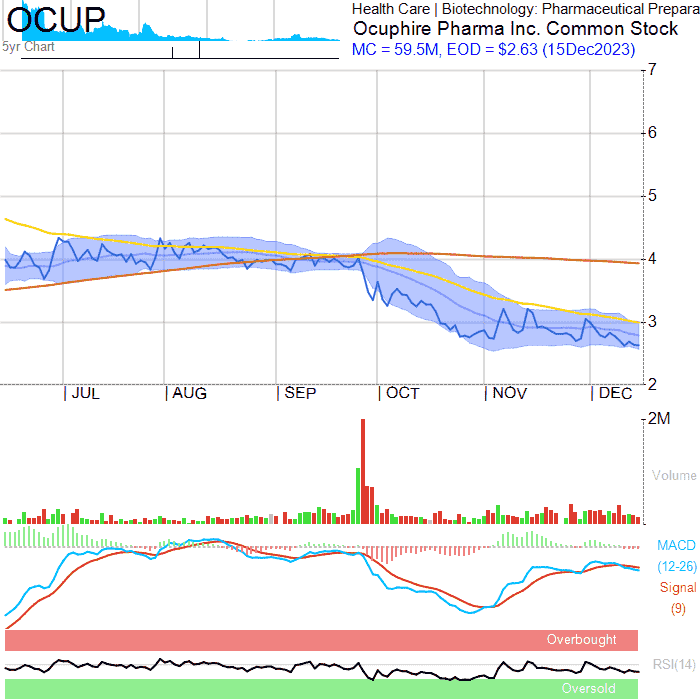 OCUP
5yr Chart
Health Care | Biotechnology: Pharmaceutical Prepara
Ocuphire Pharma Inc. Common Stock
MC = 59.5M, EOD = $2.63 (15Dec2023)
7
6
5
4
3
2
| JUL | AUG | SEP | OCT | NOV | DEC
2M
Volume
MACD
(12-26)
Signal
(9)
Overbought
RSI(14)
Oversold